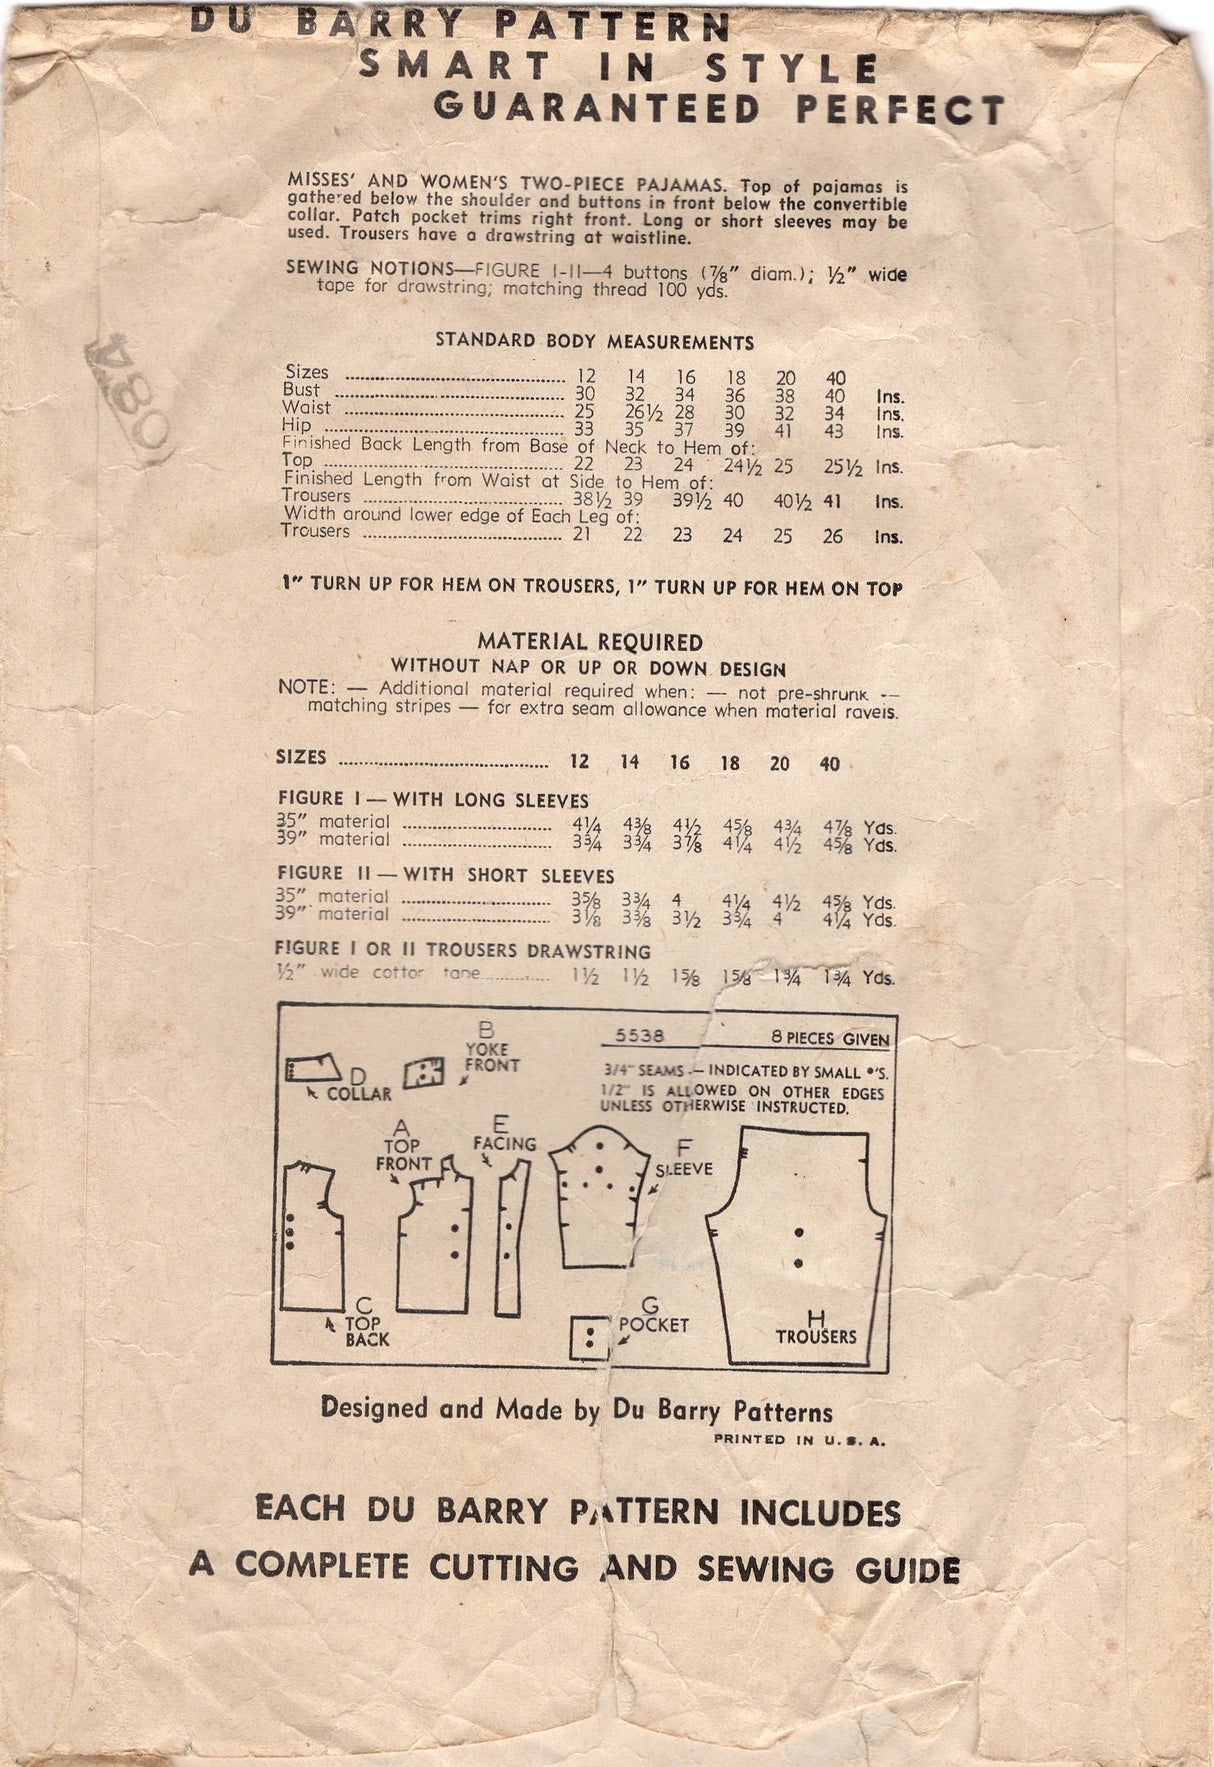 DU BARRY PATTERN
SMART IN STYLE
GUARANTEED PERFECT
MISSES' AND WOMEN'S TWO-PIECE PAJAMAS. Top of pajamas is
gathered below the shoulder and buttons in front below the convertible
collar. Patch pocket trims right front. Long or short sleeves may be
used. Trousers have a drawstring at waistline.
SEWING NOTIONS—FIGURE I-II—4 buttons (7/8" diam.); 1/2" wide
tape for drawstring; matching thread 100 yds.
STANDARD BODY MEASUREMENTS
Sizes 12 14 16 18 20 40
Bust 30 32 34 36 38 40 Ins.
Waist 25 26½ 28 30 32 34 Ins.
Hip 33 35 37 39 41 43 Ins.
Finished Back Length from Base of Neck to Hem of:
Top 22 23 24 24½ 25 25½ Ins.
Finished Length from Waist at Side to Hem of:
Trousers 38½ 39 39½ 40 40½ 41 Ins.
Width around lower edge of Each Leg of:
Trousers 21 22 23 24 25 26 Ins.
1" TURN UP FOR HEM ON TROUSERS, 1" TURN UP FOR HEM ON TOP
MATERIAL REQUIRED
WITHOUT NAP OR UP OR DOWN DESIGN
NOTE: — Additional material required when: — not pre-shrunk —
matching stripes — for extra seam allowance when material ravels.
SIZES 12 14 16 18 20 40
FIGURE I — WITH LONG SLEEVES
35" material 4¼ 4⅜ 4½ 4⅝ 4¾ 4⅞ Yds.
39" material 3¾ 3¾ 3⅞ 4¼ 4½ 4⅝ Yds.
FIGURE II — WITH SHORT SLEEVES
35" material 3⅝ 3¾ 4 4¼ 4½ 4⅝ Yds.
39" material 3⅛ 3⅜ 3½ 3¾ 4 4¼ Yds.
FIGURE I OR II TROUSERS DRAWSTRING
½" wide cotton tape 1½ 1½ 1⅝ 1⅝ 1¾ 1¾ Yds.
5538 8 PIECES GIVEN
3/4" SEAMS — INDICATED BY SMALL •'S.
1/2" IS ALLOWED ON OTHER EDGES
UNLESS OTHERWISE INSTRUCTED.
B
YOKE
FRONT
D
COLLAR
A
TOP
FRONT
E
FACING
F
SLEEVE
C
TOP
BACK
G
POCKET
H
TROUSERS
Designed and Made by Du Barry Patterns
PRINTED IN U.S.A.
EACH DU BARRY PATTERN INCLUDES
A COMPLETE CUTTING AND SEWING GUIDE